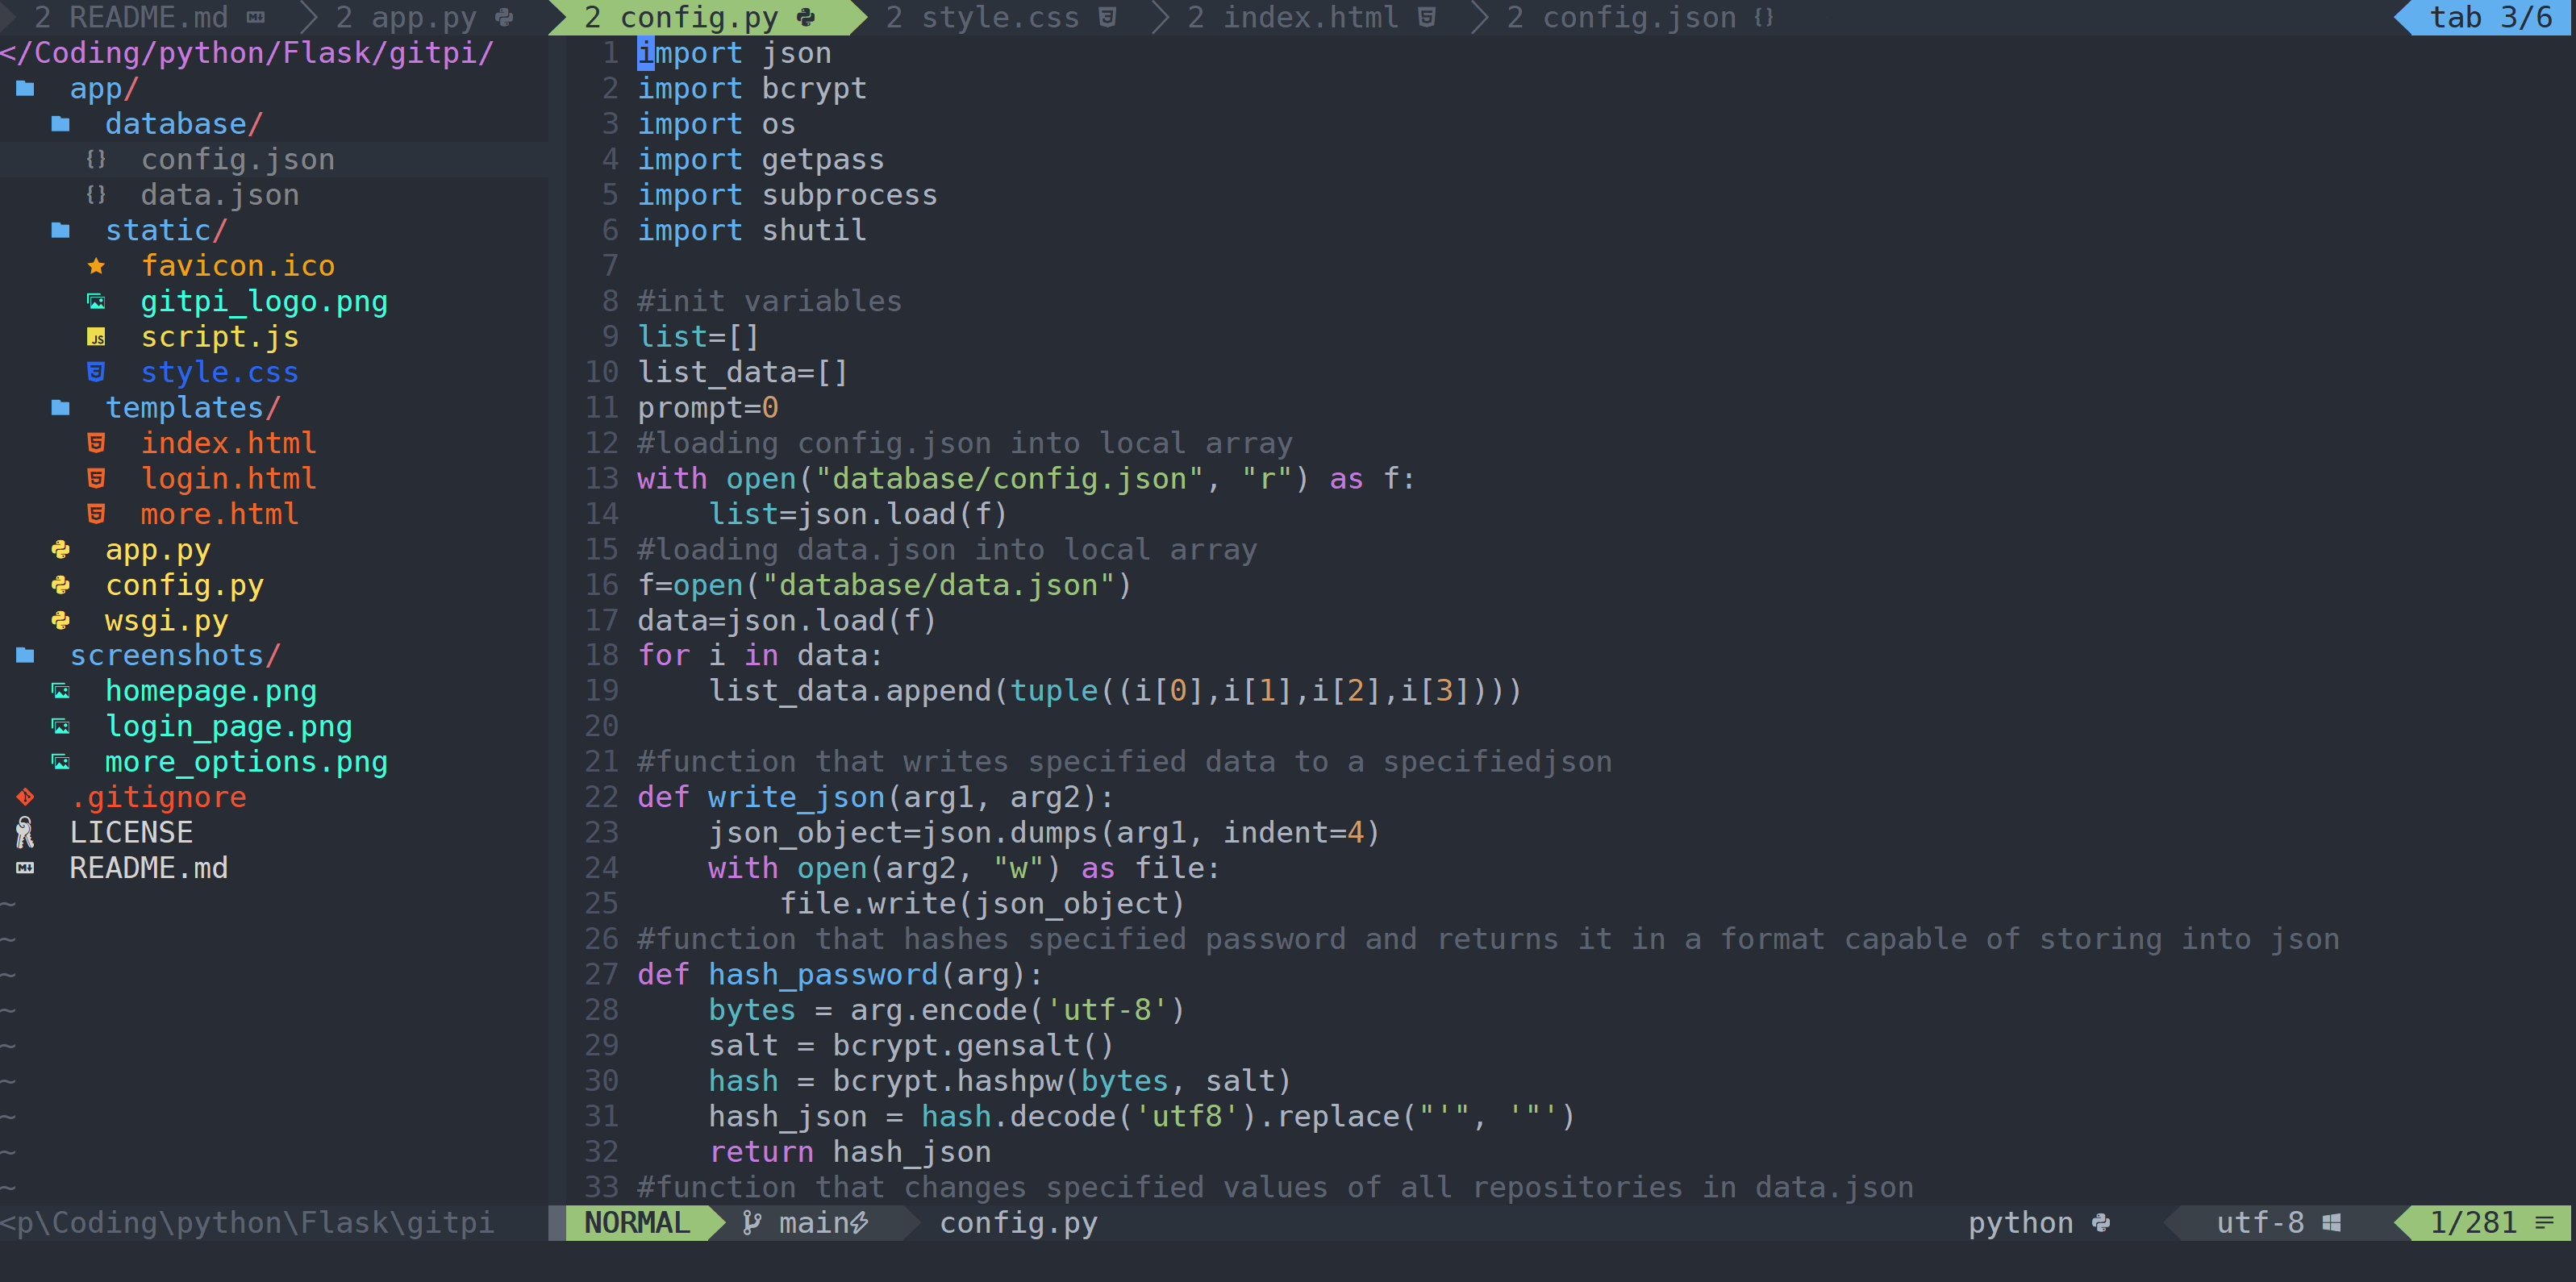 2 README.md 2 app.py 2 config.py 2 style.css 2 index.html 2 config.json {} tab 3/6
</Coding/python/Flask/gitpi/
app/
database/
{} config.json
{} data.json
static/
favicon.ico
gitpi_logo.png
JS script.js
style.css
templates/
index.html
login.html
more.html
app.py
config.py
wsgi.py
screenshots/
homepage.png
login_page.png
more_options.png
.gitignore
LICENSE
README.md
~
~
~
~
~
~
~
~
~
<p\Coding\python\Flask\gitpi
1 import json
2 import bcrypt
3 import os
4 import getpass
5 import subprocess
6 import shutil
7
8 #init variables
9 list=[]
10 list_data=[]
11 prompt=0
12 #loading config.json into local array
13 with open("database/config.json", "r") as f:
14     list=json.load(f)
15 #loading data.json into local array
16 f=open("database/data.json")
17 data=json.load(f)
18 for i in data:
19     list_data.append(tuple((i[0],i[1],i[2],i[3])))
20
21 #function that writes specified data to a specifiedjson
22 def write_json(arg1, arg2):
23     json_object=json.dumps(arg1, indent=4)
24     with open(arg2, "w") as file:
25         file.write(json_object)
26 #function that hashes specified password and returns it in a format capable of storing into json
27 def hash_password(arg):
28     bytes = arg.encode('utf-8')
29     salt = bcrypt.gensalt()
30     hash = bcrypt.hashpw(bytes, salt)
31     hash_json = hash.decode('utf8').replace("'", '"')
32     return hash_json
33 #function that changes specified values of all repositories in data.json
NORMAL main config.py python utf-8 1/281